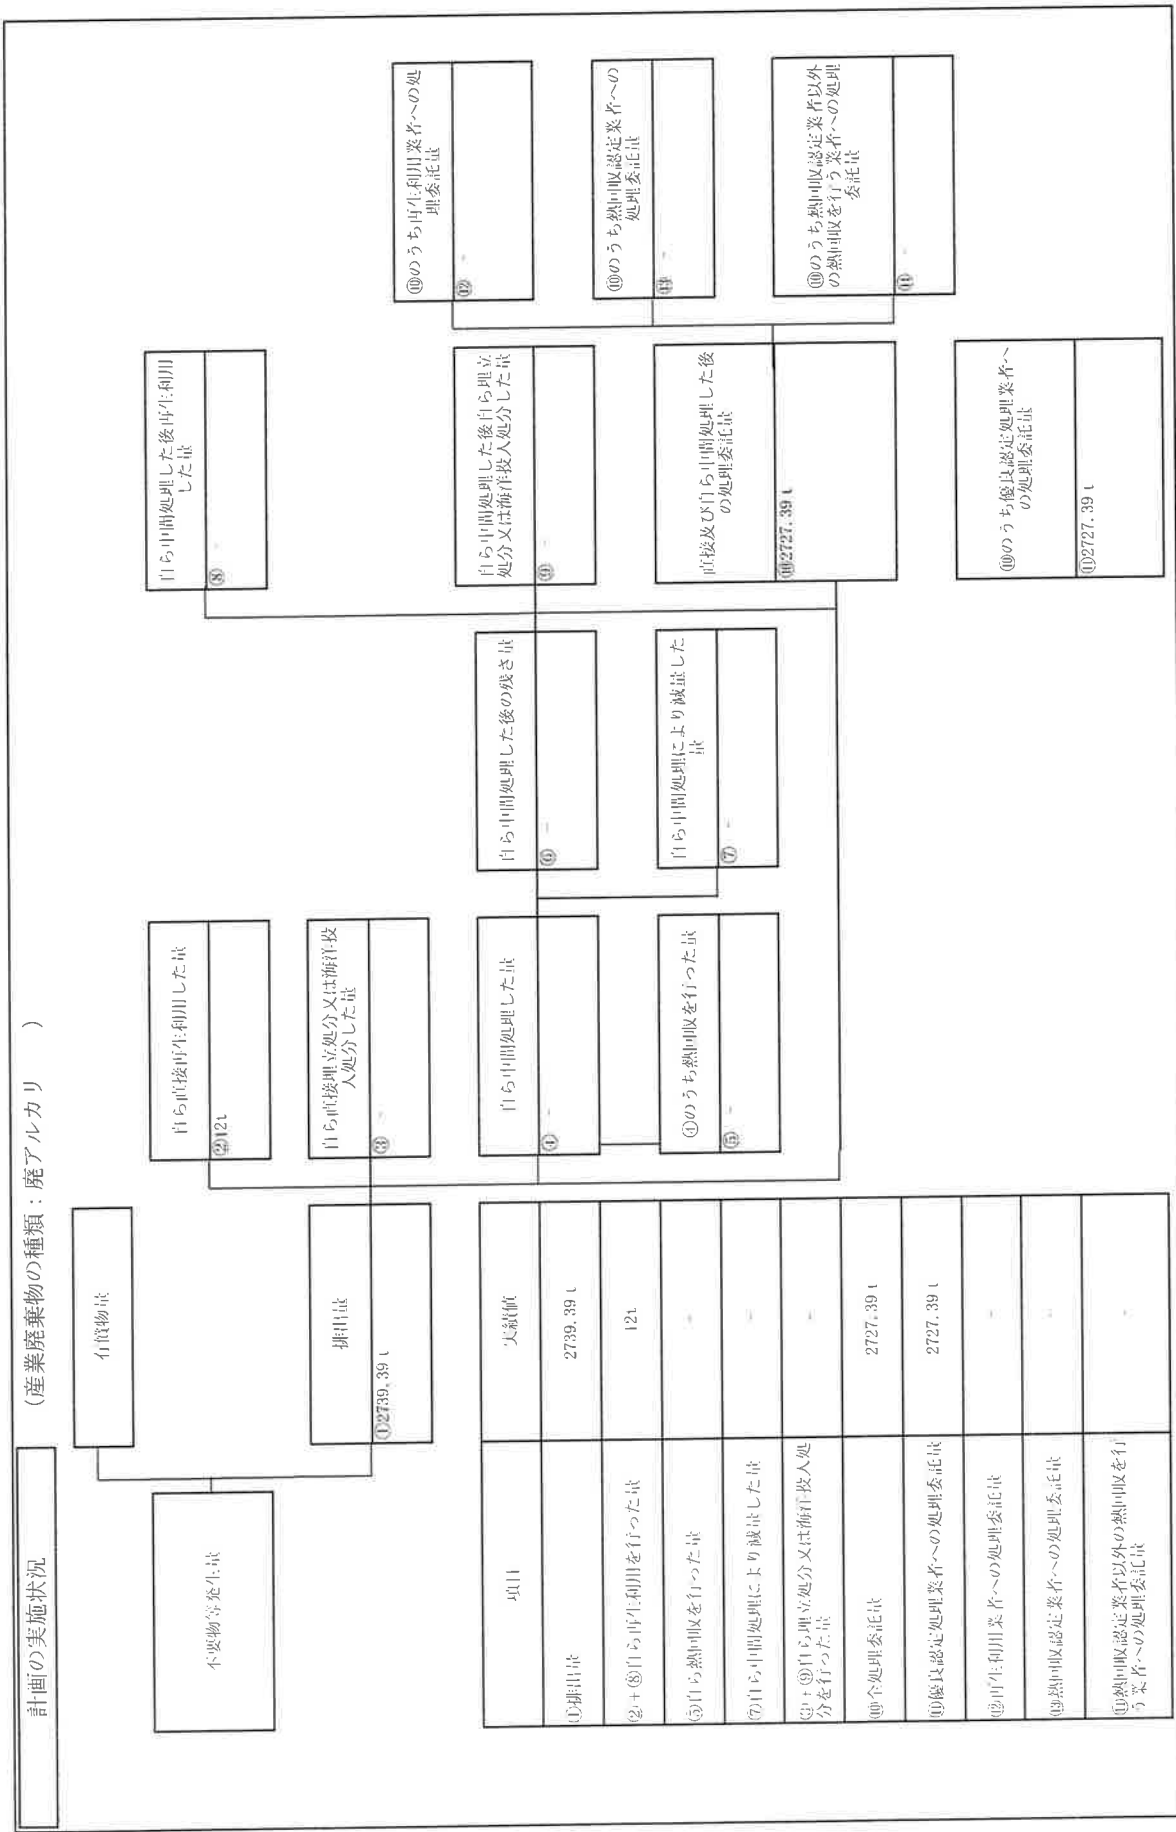 計画の実施状況
(産業廃棄物の種類:廃アルカリ )
不要物等発生量
有償物量
排出量
①2739.39 t
自ら直接再生利用した量
②12t
自ら直接埋立処分又は海洋投
入処分した量
③ -
自ら中間処理した量
④ -
④のうち熱回収を行った量
⑤ -
自ら中間処理した後の残さ量
⑥ -
自ら中間処理により減量した
量
⑦ -
自ら中間処理した後再生利用
した量
⑧ -
自ら中間処理した後自ら埋立
処分又は海洋投入処分した量
⑨ -
直接及び自ら中間処理した後
の処理委託量
⑩2727.39 t
⑩のうち優良認定処理業者へ
の処理委託量
⑪2727.39 t
⑩のうち再生利用業者への処
理委託量
⑫ -
⑩のうち熱回収認定業者への
処理委託量
⑬ -
⑩のうち熱回収認定業者以外
の熱回収を行う業者への処理
委託量
⑭ -
項目 実績値
①排出量 2739.39 t
②+⑧自ら再生利用を行った量 12t
⑤自ら熱回収を行った量 -
⑦自ら中間処理により減量した量 -
③+⑨自ら埋立処分又は海洋投入処
分を行った量 -
⑩全処理委託量 2727.39 t
⑪優良認定処理業者への処理委託量 2727.39 t
⑫再生利用業者への処理委託量 -
⑬熱回収認定業者への処理委託量 -
⑭熱回収認定業者以外の熱回収を行
う業者への処理委託量 -